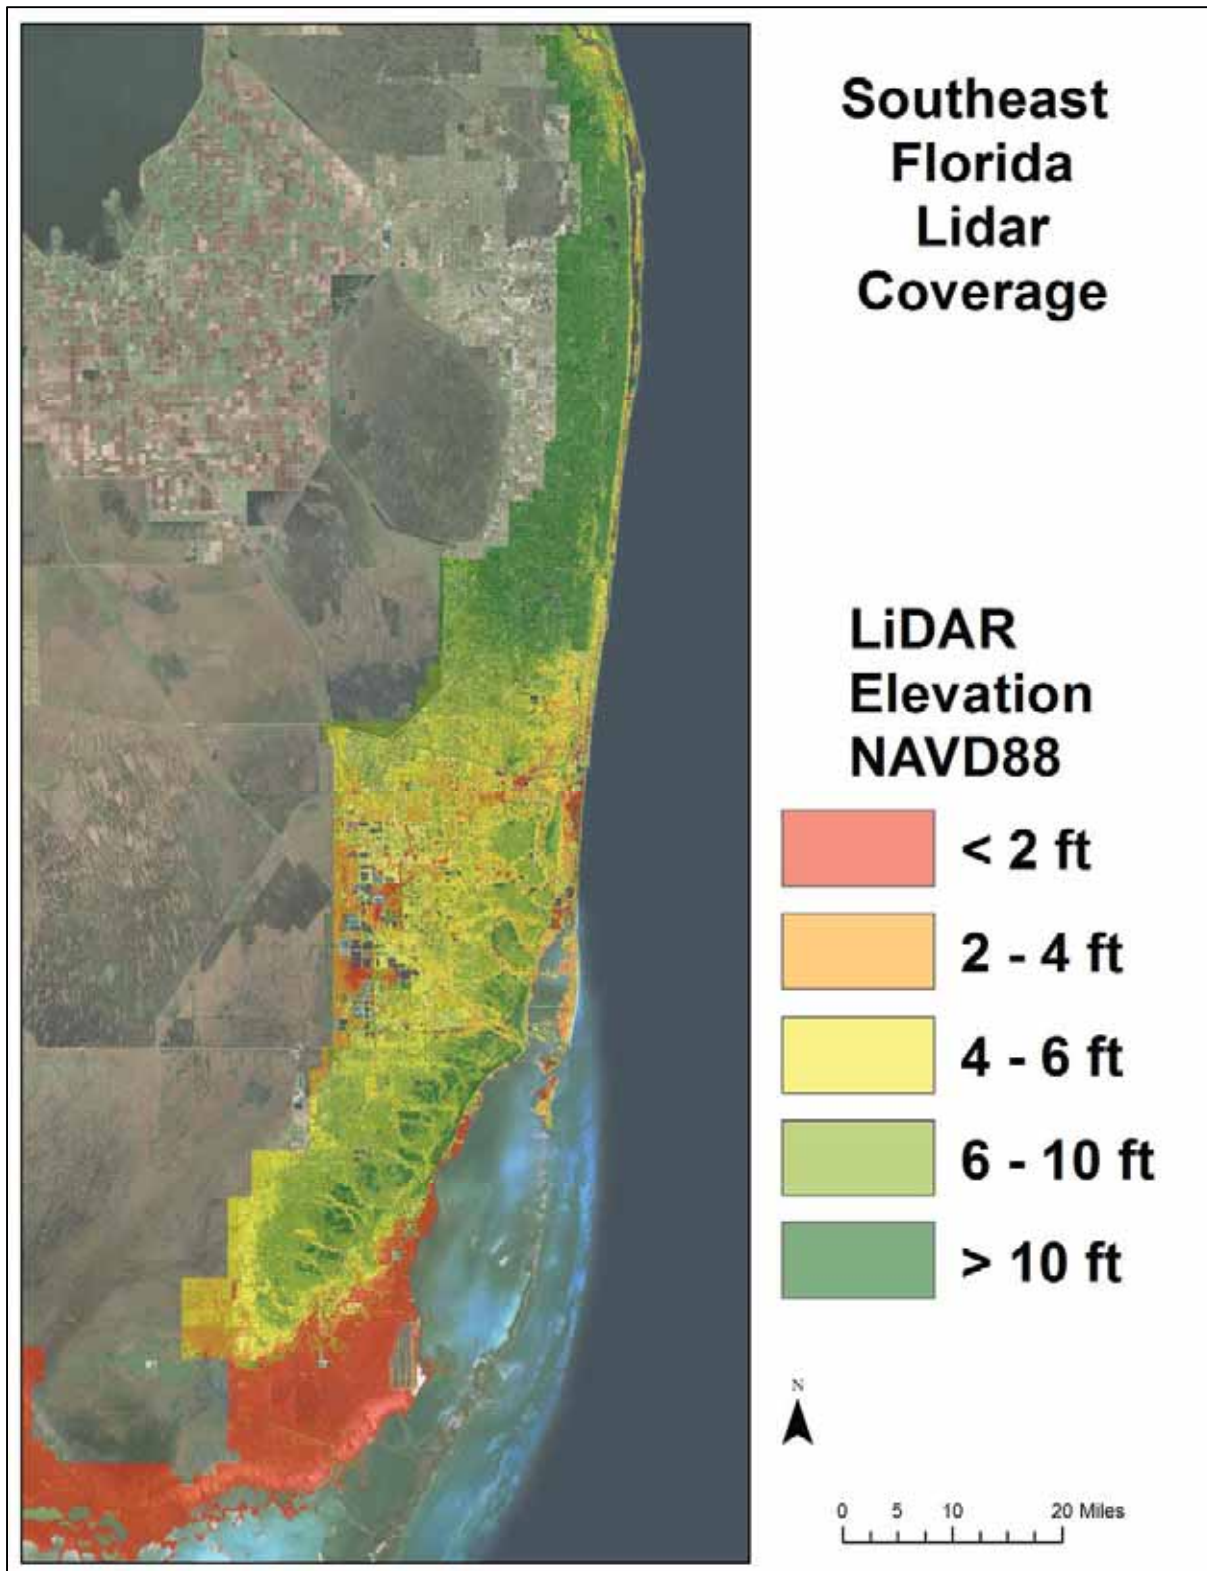 Southeast
Florida
Lidar
Coverage
LiDAR
Elevation
NAVD88
< 2 ft
2 - 4 ft
4 - 6 ft
6 - 10 ft
> 10 ft
N
0 5 10 20 Miles